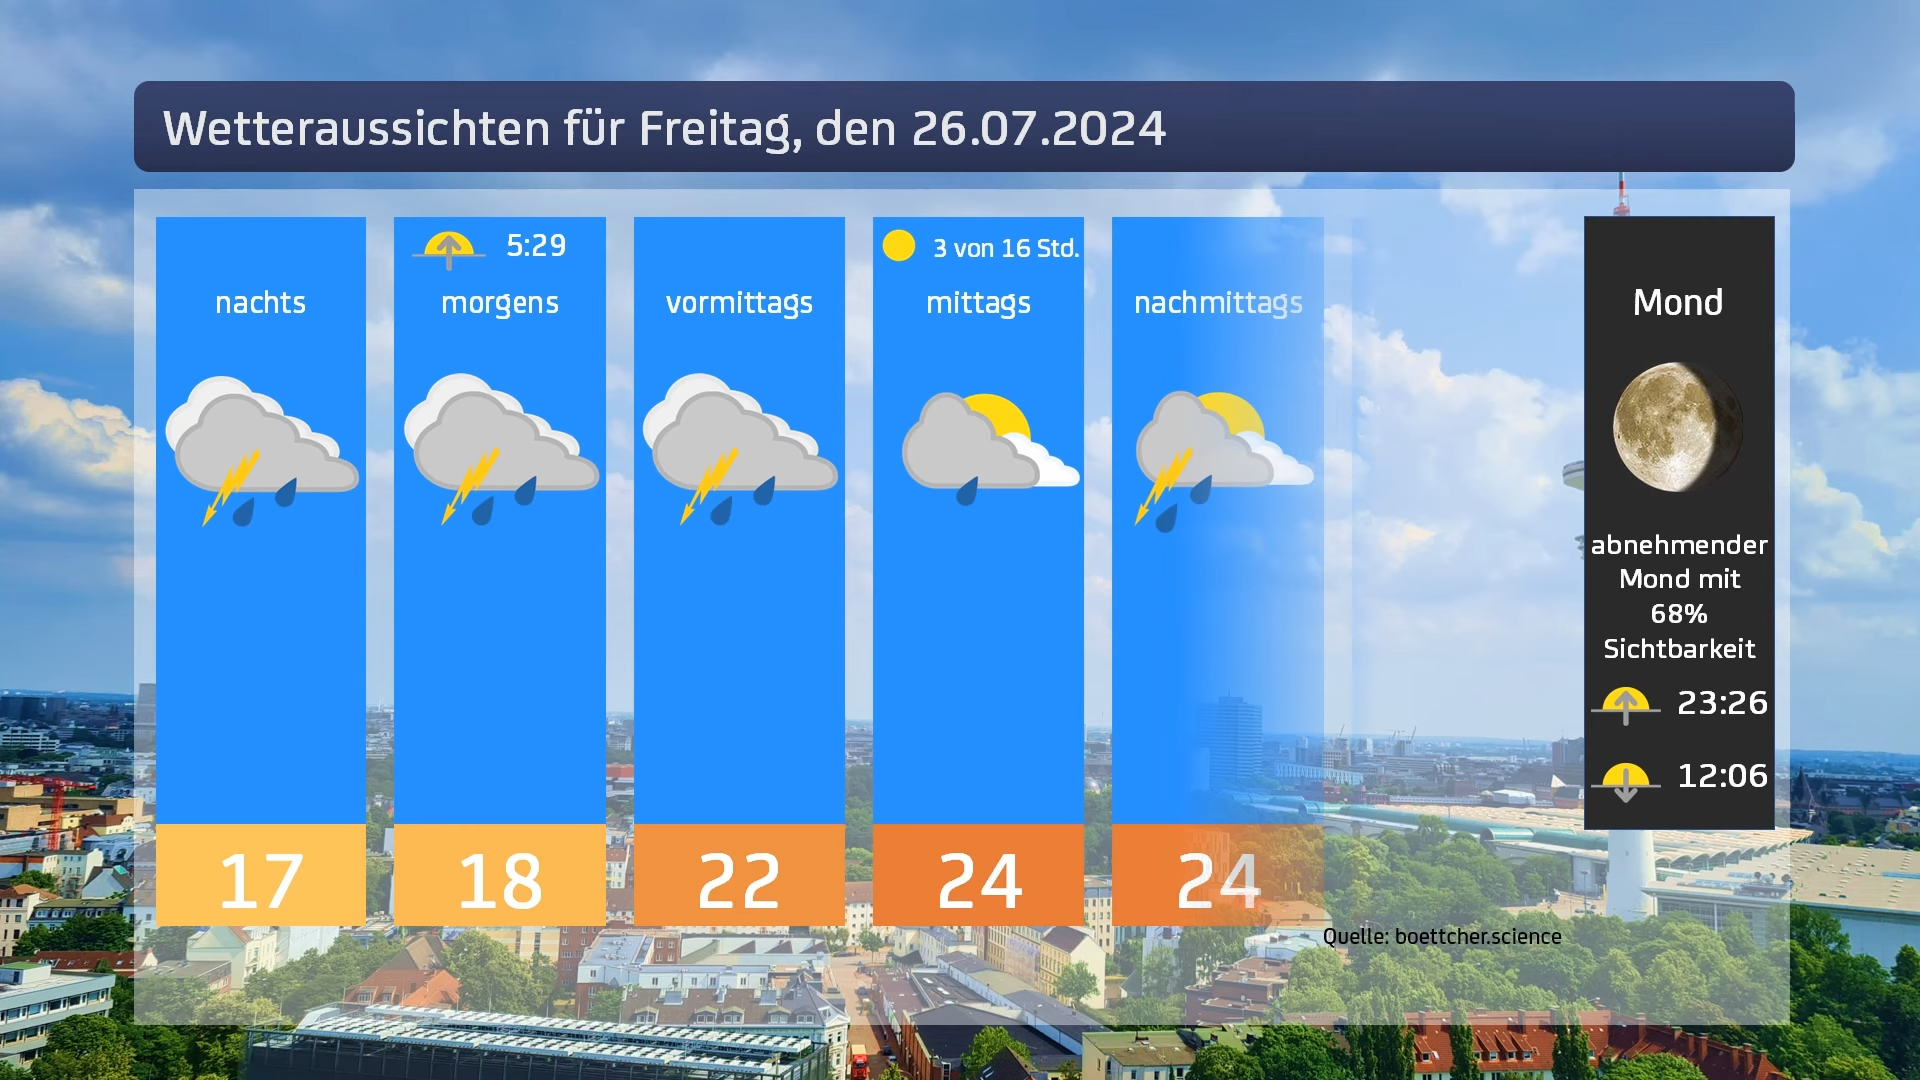 Wetteraussichten für Freitag, den 26.07.2024
nachts
17
5:29
morgens
18
vormittags
22
3 von 16 Std.
mittags
24
nachmittags
24
Mond
abnehmender
Mond mit
68%
Sichtbarkeit
23:26
12:06
Quelle: boettcher.science